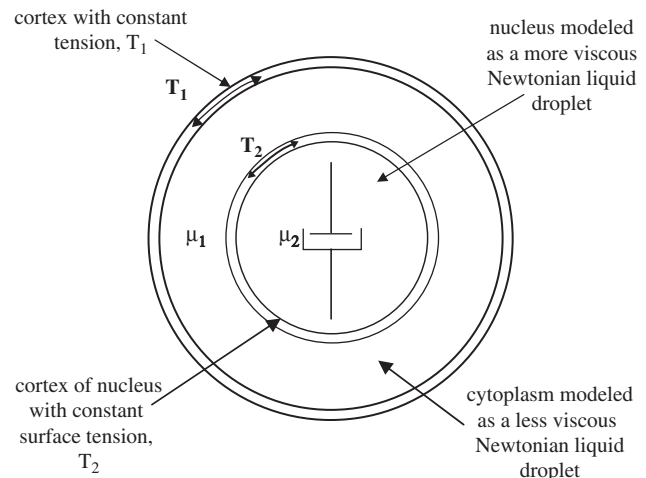 cortex with constant
tension, T₁
nucleus modeled
as a more viscous
Newtonian liquid
droplet
T₁
T₂
μ₁
μ₂
cortex of nucleus
with constant
surface tension,
T₂
cytoplasm modeled
as a less viscous
Newtonian liquid
droplet